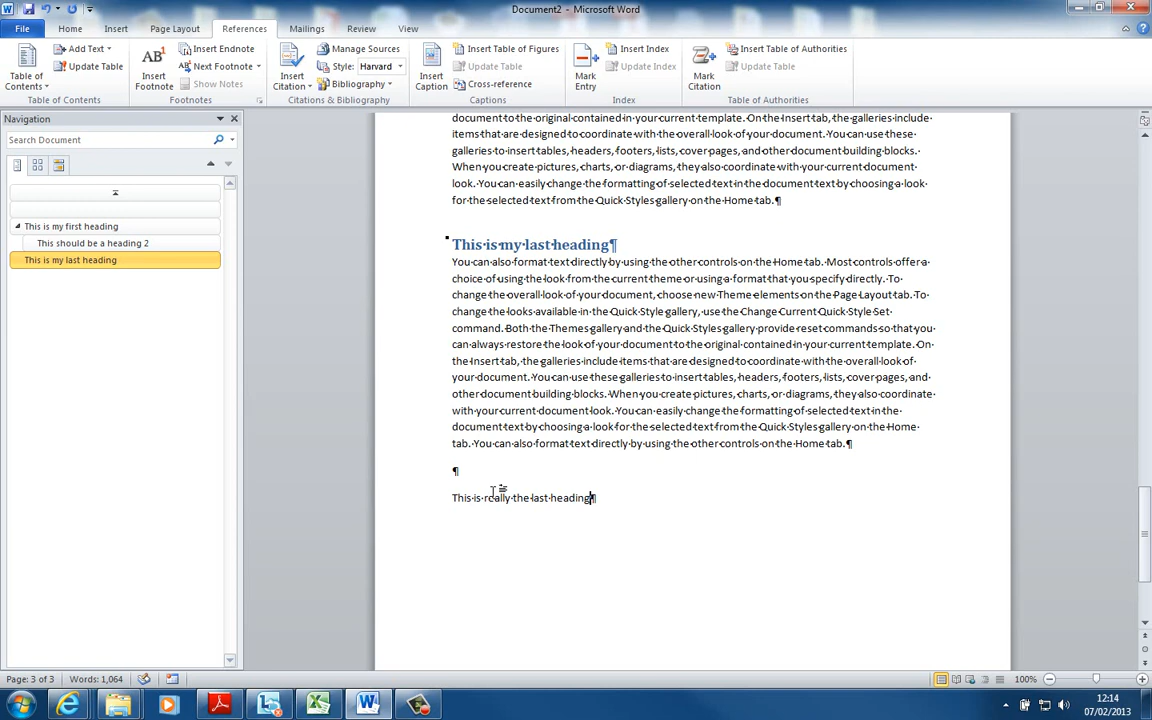 Document2 - Microsoft Word
File Home Insert Page Layout References Mailings Review View
Table of Contents
Add Text
Update Table
Table of Contents
AB¹
Insert Footnote
Insert Endnote
Next Footnote
Show Notes
Footnotes
Insert Citation
Manage Sources
Style: Harvard
Bibliography
Citations & Bibliography
Insert Caption
Insert Table of Figures
Update Table
Cross-reference
Captions
Mark Entry
Insert Index
Update Index
Index
Mark Citation
Insert Table of Authorities
Update Table
Table of Authorities
Navigation
Search Document
This is my first heading
This should be a heading 2
This is my last heading
document·to·the·original·contained·in·your·current·template.·On·the·Insert·tab,·the·galleries·include·
items·that·are·designed·to·coordinate·with·the·overall·look·of·your·document.·You·can·use·these·
galleries·to·insert·tables,·headers,·footers,·lists,·cover·pages,·and·other·document·building·blocks.·
When·you·create·pictures,·charts,·or·diagrams,·they·also·coordinate·with·your·current·document·
look.·You·can·easily·change·the·formatting·of·selected·text·in·the·document·text·by·choosing·a·look·
for·the·selected·text·from·the·Quick·Styles·gallery·on·the·Home·tab.¶
This·is·my·last·heading¶
You·can·also·format·text·directly·by·using·the·other·controls·on·the·Home·tab.·Most·controls·offer·a·
choice·of·using·the·look·from·the·current·theme·or·using·a·format·that·you·specify·directly.·To·
change·the·overall·look·of·your·document,·choose·new·Theme·elements·on·the·Page·Layout·tab.·To·
change·the·looks·available·in·the·Quick·Style·gallery,·use·the·Change·Current·Quick·Style·Set·
command.·Both·the·Themes·gallery·and·the·Quick·Styles·gallery·provide·reset·commands·so·that·you·
can·always·restore·the·look·of·your·document·to·the·original·contained·in·your·current·template.·On·
the·Insert·tab,·the·galleries·include·items·that·are·designed·to·coordinate·with·the·overall·look·of·
your·document.·You·can·use·these·galleries·to·insert·tables,·headers,·footers,·lists,·cover·pages,·and·
other·document·building·blocks.·When·you·create·pictures,·charts,·or·diagrams,·they·also·coordinate·
with·your·current·document·look.·You·can·easily·change·the·formatting·of·selected·text·in·the·
document·text·by·choosing·a·look·for·the·selected·text·from·the·Quick·Styles·gallery·on·the·Home·
tab.·You·can·also·format·text·directly·by·using·the·other·controls·on·the·Home·tab.¶
¶
This·is·really·the·last·heading¶
Page: 3 of 3 Words: 1,064 100%
12:14
07/02/2013